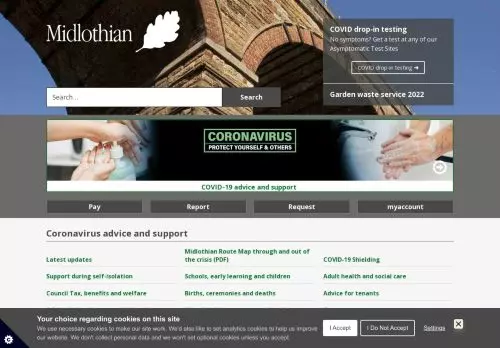 Midlothian
COVID drop-in testing
No symptoms? Get a test at any of our
Asymptomatic Test Sites
COVID drop-in testing ➔
Garden waste service 2022
Search...
Search
CORONAVIRUS
PROTECT YOURSELF & OTHERS
COVID-19 advice and support
Pay
Report
Request
myaccount
Coronavirus advice and support
Latest updates
Midlothian Route Map through and out
of the crisis (PDF)
COVID-19 Shielding
Support during self-isolation
Schools, early learning and children
Adult health and social care
Council Tax, benefits and welfare
Births, ceremonies and deaths
Advice for tenants
Your choice regarding cookies on this site
We use necessary cookies to make our site work. We'd also like to set analytics cookies to help us improve
our website. We don't collect personal data and we won't set optional cookies unless you accept.
I Accept
I Do Not Accept
Settings